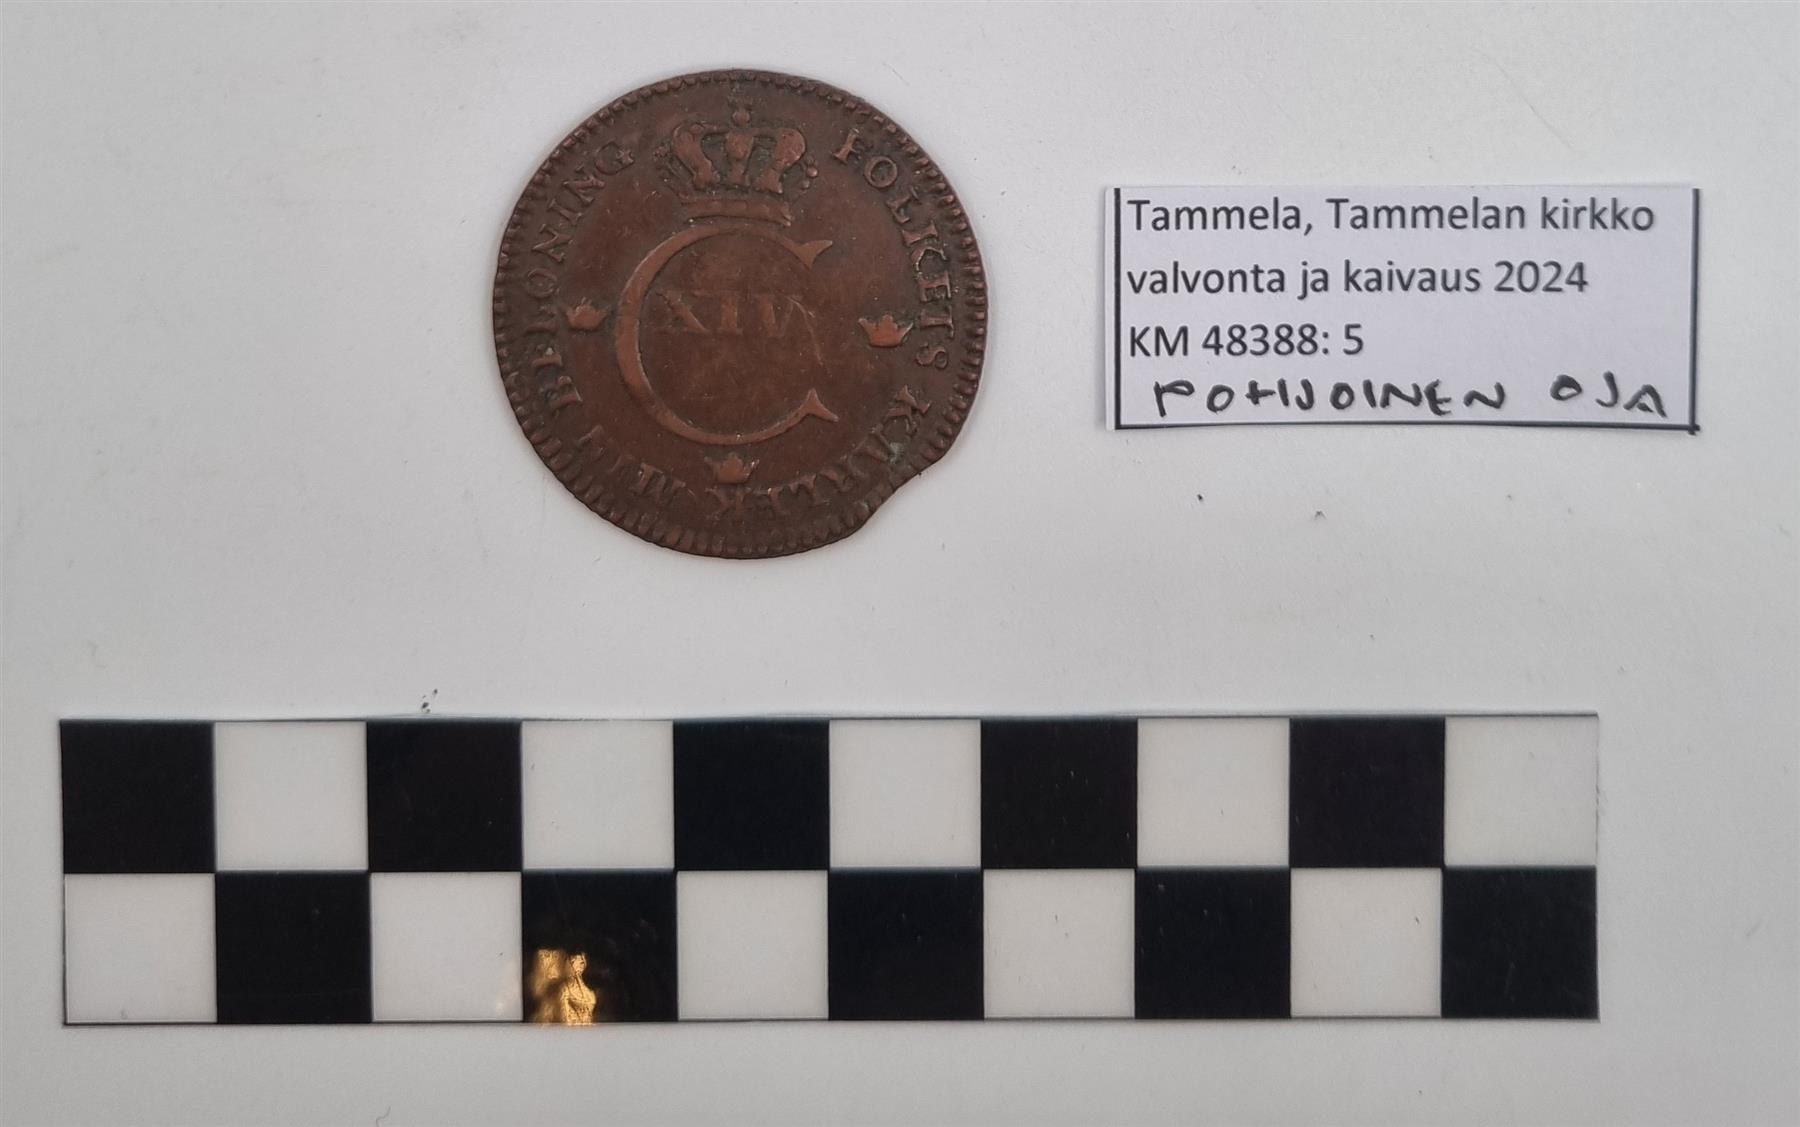 FOLKETS KÄRLEK MIN BELÖNING
XIV
Tammela, Tammelan kirkko
valvonta ja kaivaus 2024
KM 48388: 5
POHJOINEN OJA